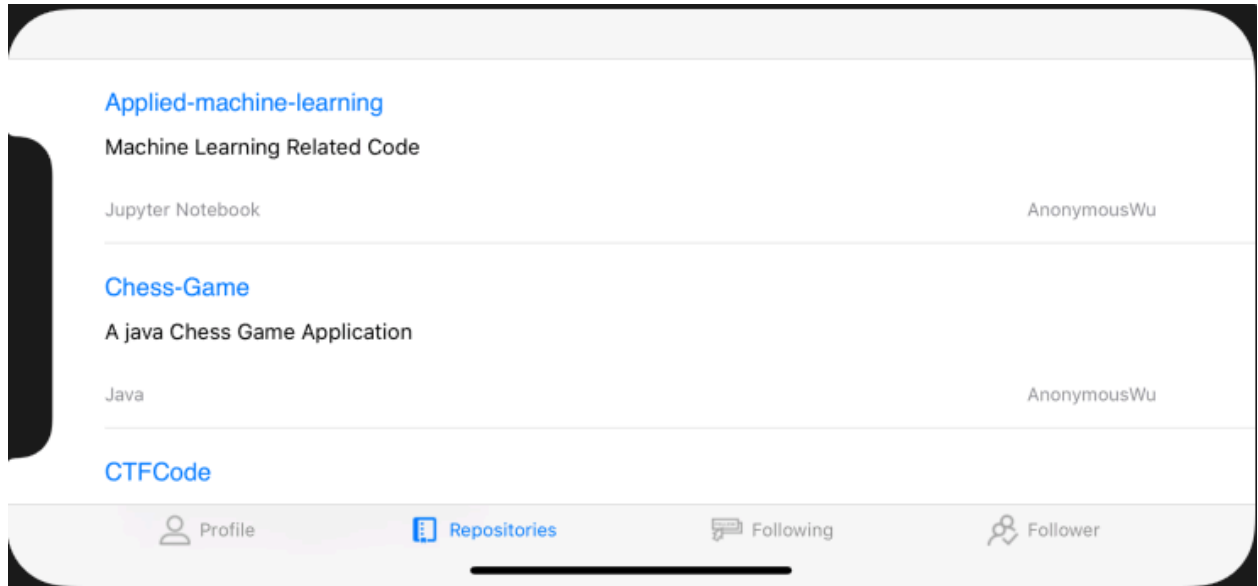 Applied-machine-learning
Machine Learning Related Code
Jupyter Notebook AnonymousWu
Chess-Game
A java Chess Game Application
Java AnonymousWu
CTFCode
Profile Repositories Following Follower